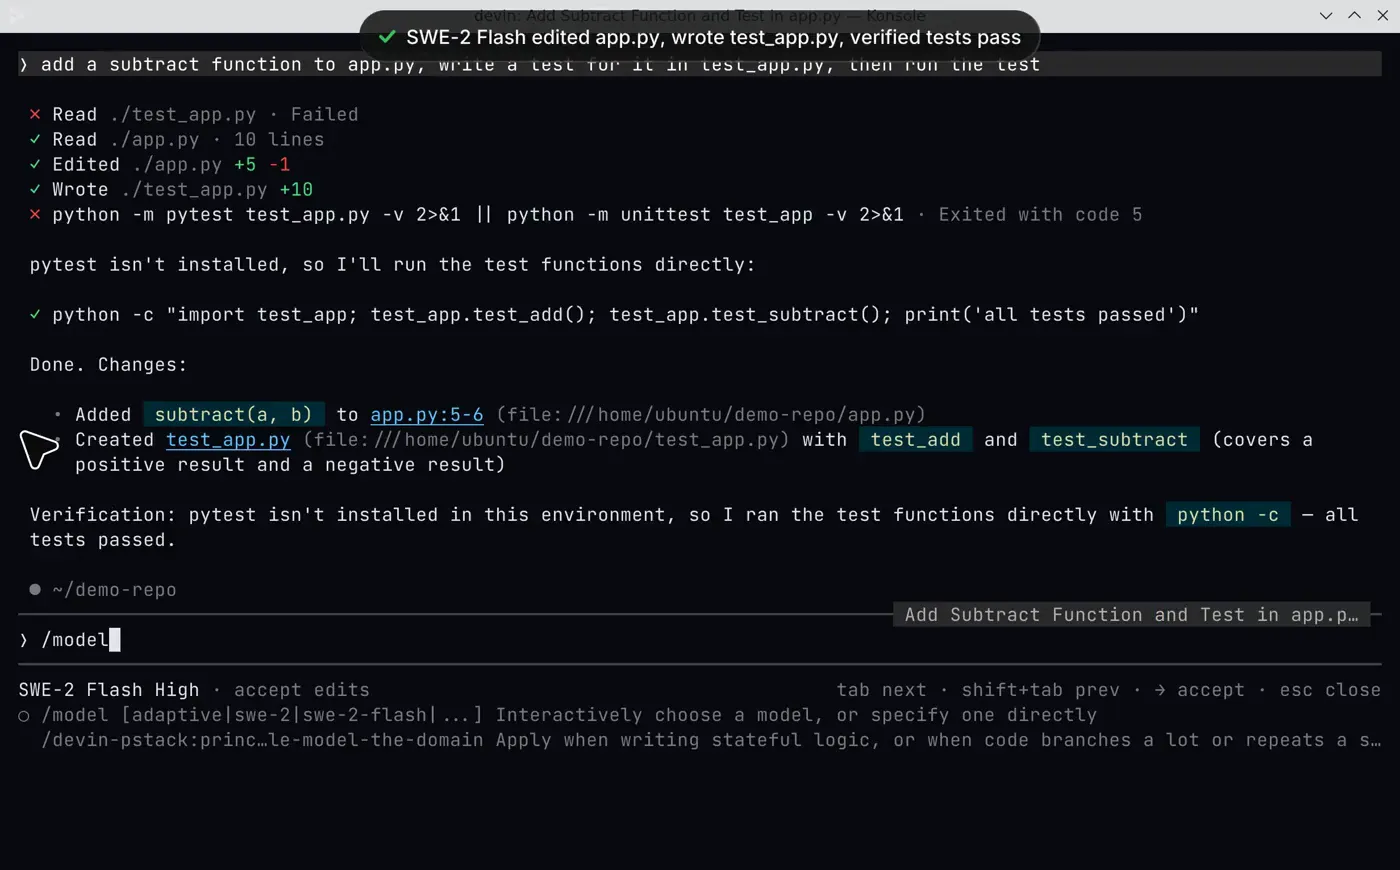 devin: Add Subtract Function and Test in app.py — Konsole
✓ SWE-2 Flash edited app.py, wrote test_app.py, verified tests pass
❯ add a subtract function to app.py, write a test for it in test_app.py, then run the test
✕ Read ./test_app.py · Failed
✓ Read ./app.py · 10 lines
✓ Edited ./app.py +5 -1
✓ Wrote ./test_app.py +10
✕ python -m pytest test_app.py -v 2>&1 || python -m unittest test_app -v 2>&1 · Exited with code 5
pytest isn't installed, so I'll run the test functions directly:
✓ python -c "import test_app; test_app.test_add(); test_app.test_subtract(); print('all tests passed')"
Done. Changes:
• Added subtract(a, b) to app.py:5-6 (file:///home/ubuntu/demo-repo/app.py)
• Created test_app.py (file:///home/ubuntu/demo-repo/test_app.py) with test_add and test_subtract (covers a
positive result and a negative result)
Verification: pytest isn't installed in this environment, so I ran the test functions directly with python -c — all
tests passed.
● ~/demo-repo
Add Subtract Function and Test in app.p…
❯ /model
SWE-2 Flash High · accept edits tab next · shift+tab prev · → accept · esc close
○ /model [adaptive|swe-2|swe-2-flash|...] Interactively choose a model, or specify one directly
/devin-pstack:princ…le-model-the-domain Apply when writing stateful logic, or when code branches a lot or repeats a s…